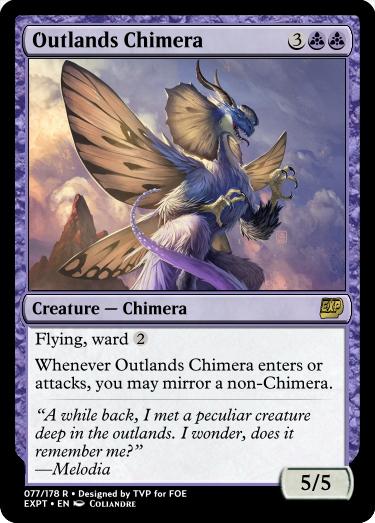 Outlands Chimera 3
EXP
Creature — Chimera
Flying, ward 2
Whenever Outlands Chimera enters or
attacks, you may mirror a non-Chimera.
“A while back, I met a peculiar creature
deep in the outlands. I wonder, does it
remember me?”
—Melodia
5/5
077/178 R • Designed by TVP for FOE
EXPT • EN Coliandre